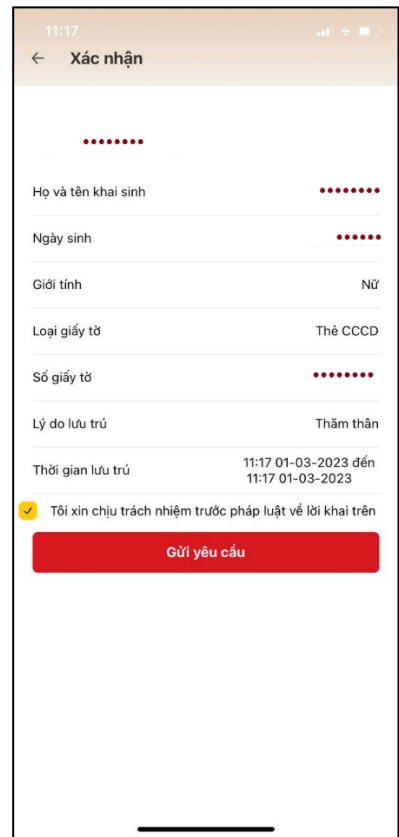 11:17
Xác nhận
Họ và tên khai sinh
Ngày sinh
Giới tính Nữ
Loại giấy tờ Thẻ CCCD
Số giấy tờ
Lý do lưu trú Thăm thân
Thời gian lưu trú 11:17 01-03-2023 đến
11:17 01-03-2023
Tôi xin chịu trách nhiệm trước pháp luật về lời khai trên
Gửi yêu cầu